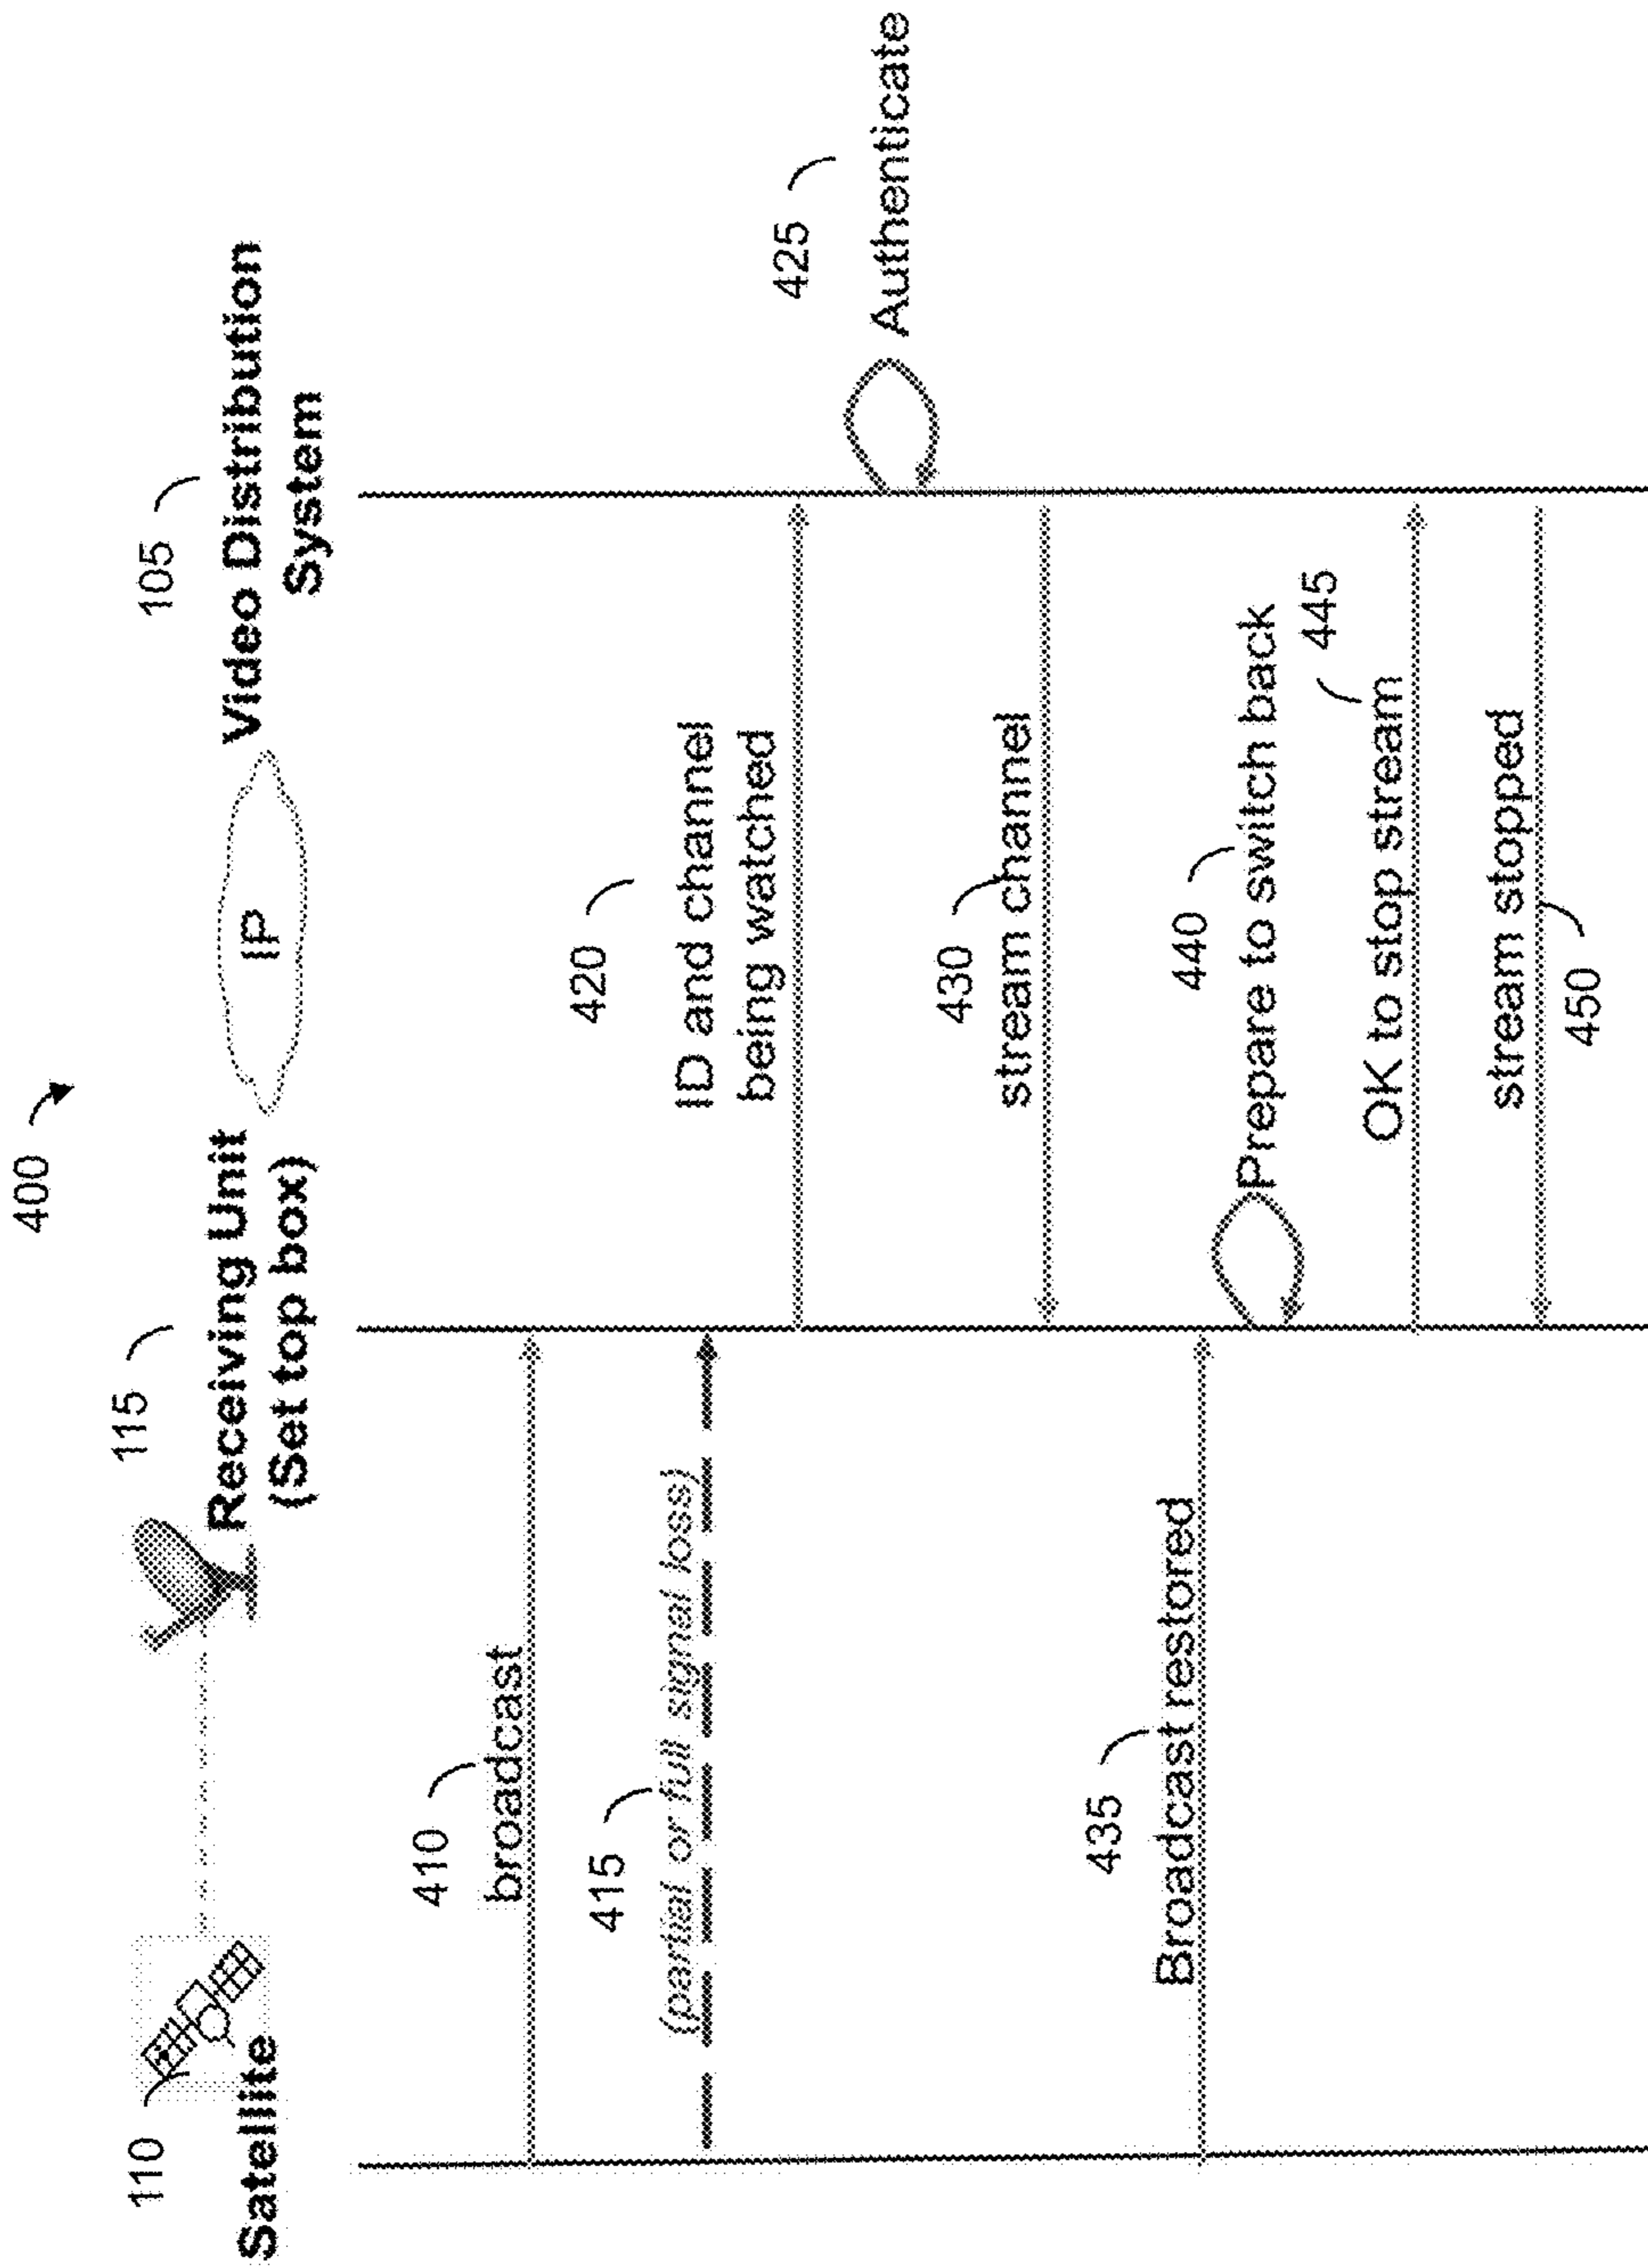 400
110
Satellite
115
Receiving Unit
(Set top box)
IP
105
Video Distribution
System
410
broadcast
415
(partial or full signal loss)
420
ID and channel
being watched
425
Authenticate
430
stream channel
435
Broadcast restored
440
Prepare to switch back
445
OK to stop stream
stream stopped
450